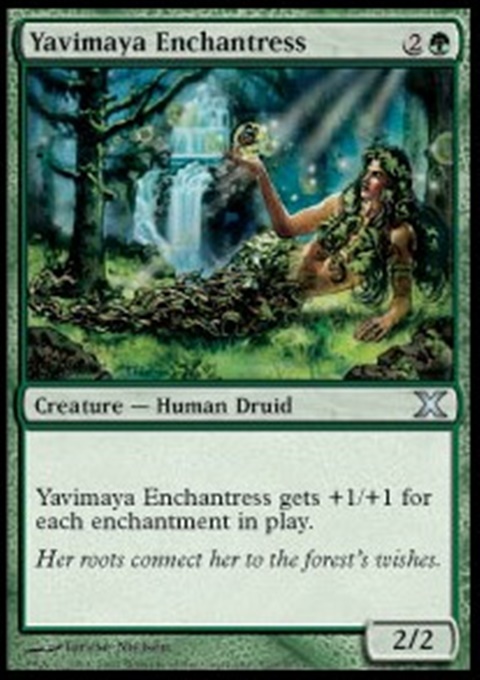 Yavimaya Enchantress 2
Creature — Human Druid X
Yavimaya Enchantress gets +1/+1 for
each enchantment in play.
Her roots connect her to the forest's wishes.
2/2